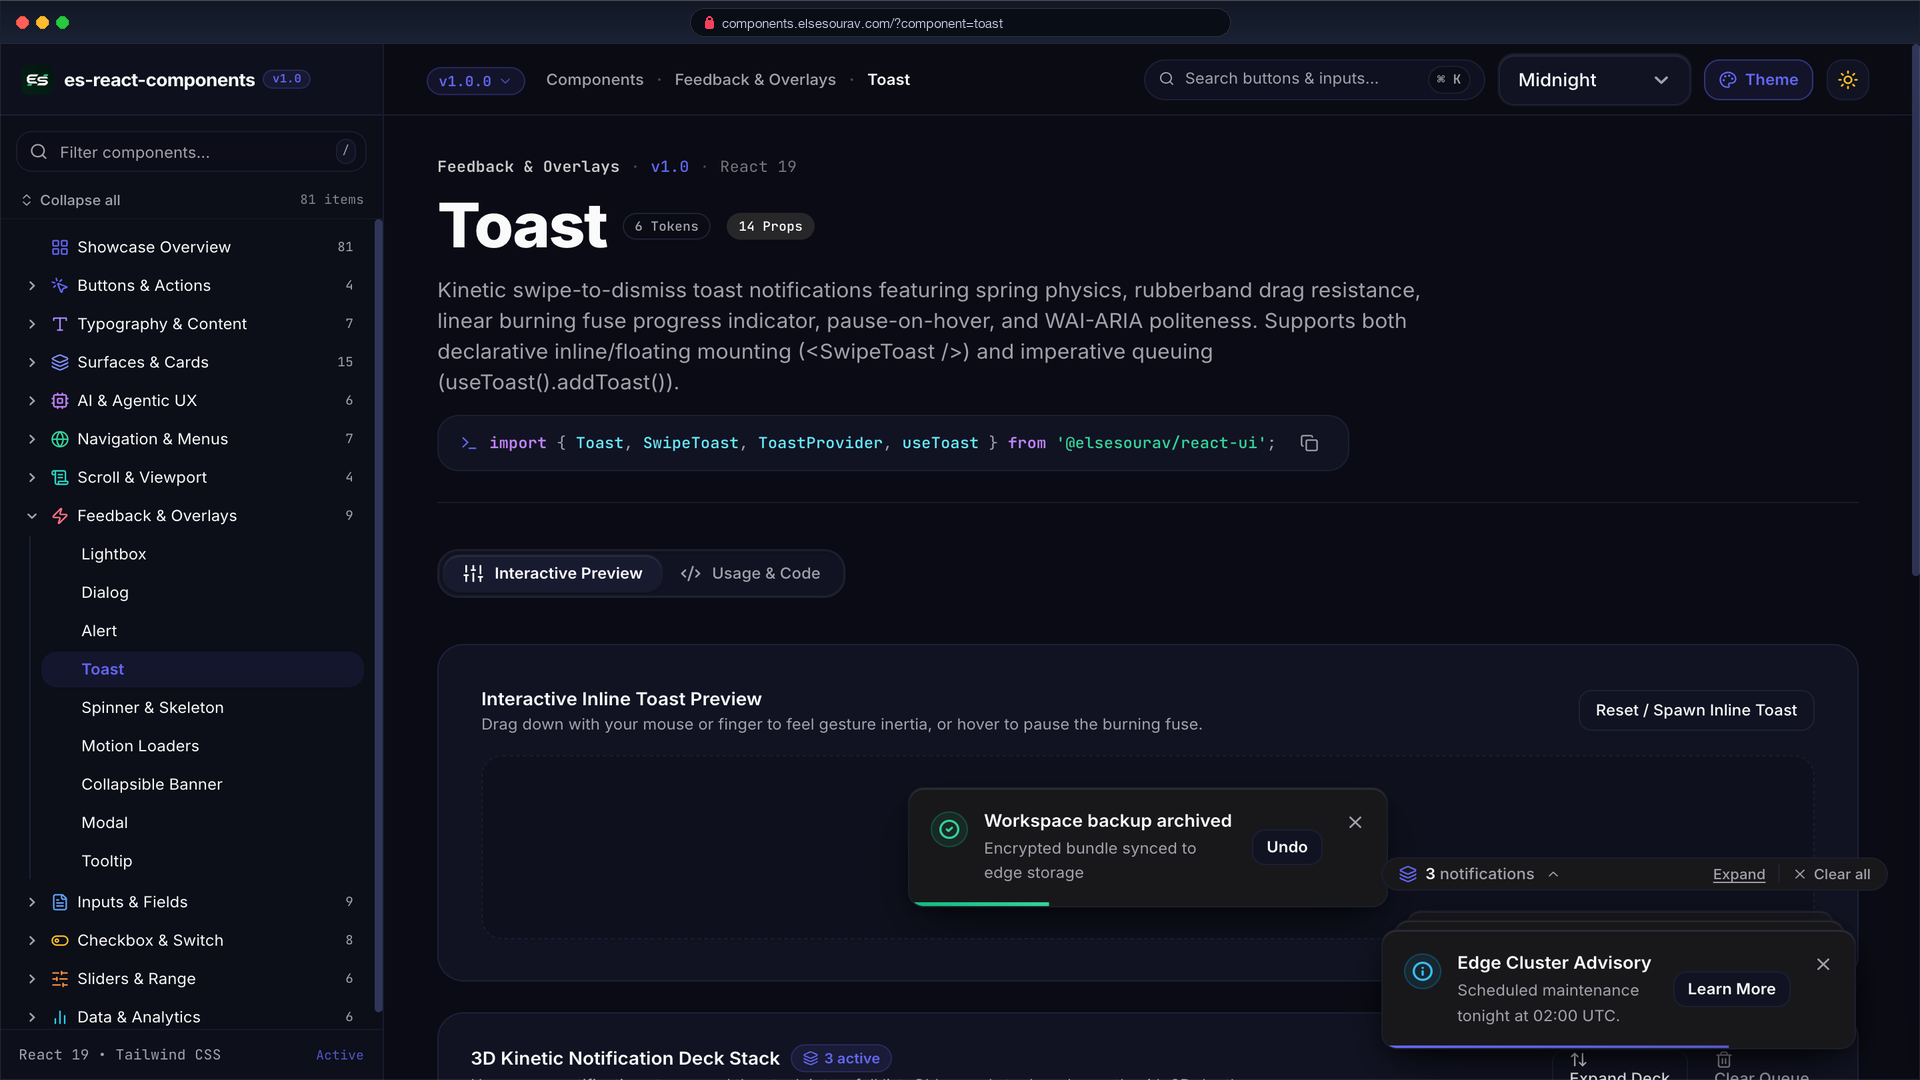 components.elsesourav.com/?component=toast
ES es-react-components v1.0
Filter components... /
Collapse all 81 items
Showcase Overview 81
Buttons & Actions 4
Typography & Content 7
Surfaces & Cards 15
AI & Agentic UX 6
Navigation & Menus 7
Scroll & Viewport 4
Feedback & Overlays 9
Lightbox
Dialog
Alert
Toast
Spinner & Skeleton
Motion Loaders
Collapsible Banner
Modal
Tooltip
Inputs & Fields 9
Checkbox & Switch 8
Sliders & Range 6
Data & Analytics 6
React 19 • Tailwind CSS Active
v1.0.0 Components · Feedback & Overlays · Toast
Search buttons & inputs... ⌘ K
Midnight
Theme
Feedback & Overlays · v1.0 · React 19
Toast 6 Tokens 14 Props
Kinetic swipe-to-dismiss toast notifications featuring spring physics, rubberband drag resistance,
linear burning fuse progress indicator, pause-on-hover, and WAI-ARIA politeness. Supports both
declarative inline/floating mounting (<SwipeToast />) and imperative queuing
(useToast().addToast()).
>_ import { Toast, SwipeToast, ToastProvider, useToast } from '@elsesourav/react-ui';
Interactive Preview
</> Usage & Code
Interactive Inline Toast Preview
Drag down with your mouse or finger to feel gesture inertia, or hover to pause the burning fuse.
Reset / Spawn Inline Toast
Workspace backup archived
Encrypted bundle synced to
edge storage
Undo
3 notifications Expand Clear all
Edge Cluster Advisory
Scheduled maintenance
tonight at 02:00 UTC.
Learn More
3D Kinetic Notification Deck Stack 3 active
Expand Deck
Clear Queue